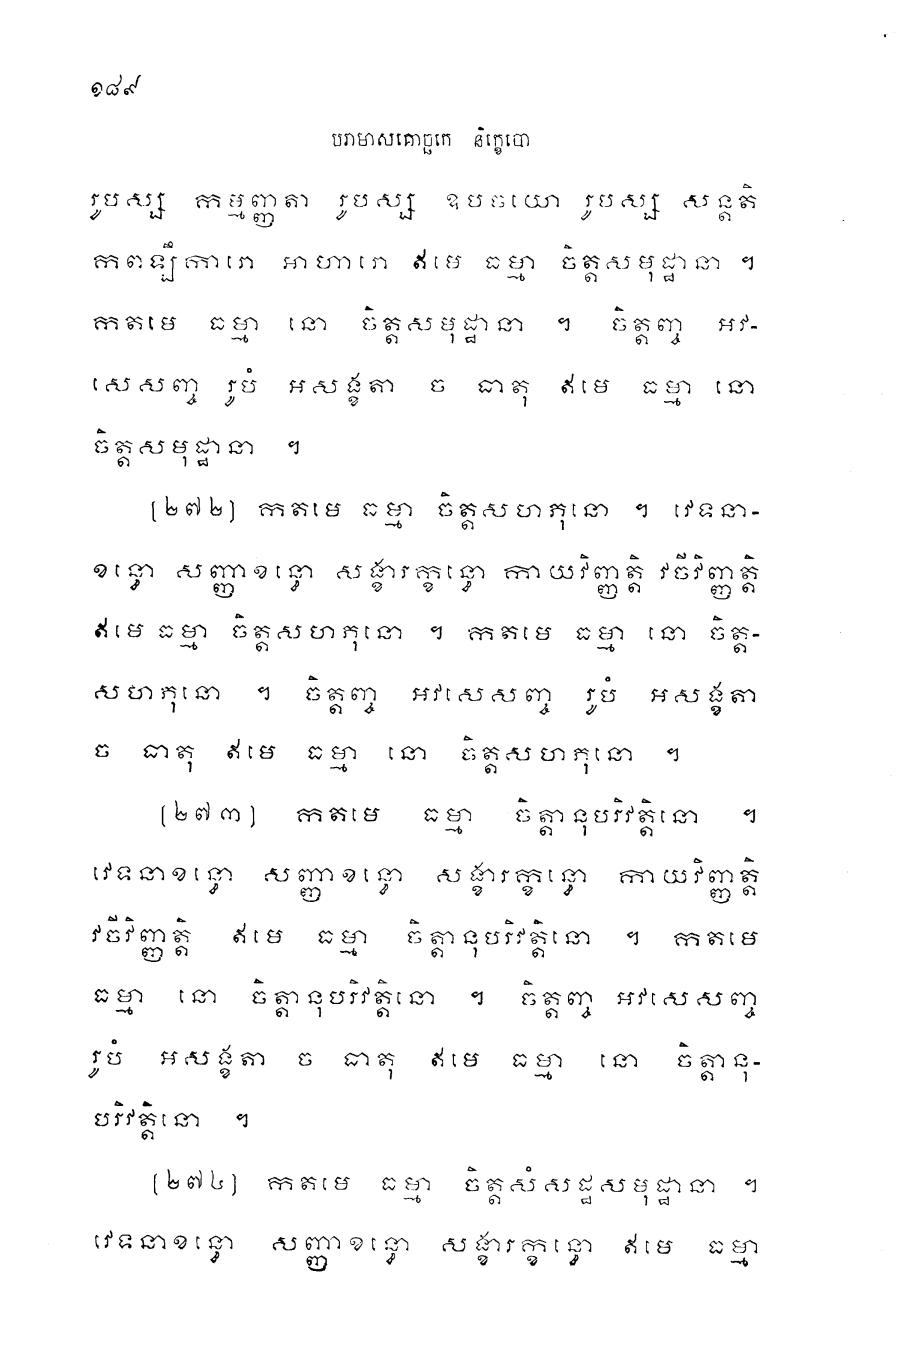 ១៨៩
បរាមាសគោច្ឆកេ និក្ខេបោ
រូបស្ស កម្មញ្ញតា រូបស្ស ឧបចយោ រូបស្ស សន្តតិ
កពឡីការោ អាហារោ ឥមេ ធម្មា ចិត្តសមុដ្ឋានា ។
កតមេ ធម្មា នោ ចិត្តសមុដ្ឋានា ។ ចិត្តញ្ច អវ-
សេសញ្ច រូបំ អសង្ខតា ច ធាតុ ឥមេ ធម្មា នោ
ចិត្តសមុដ្ឋានា ។
[២៧២] កតមេ ធម្មា ចិត្តសហភុនោ ។ វេទនា-
ខន្ធោ សញ្ញាខន្ធោ សង្ខារក្ខន្ធោ កាយវិញ្ញត្តិ វចីវិញ្ញត្តិ
ឥមេ ធម្មា ចិត្តសហភុនោ ។ កតមេ ធម្មា នោ ចិត្ត-
សហភុនោ ។ ចិត្តញ្ច អវសេសញ្ច រូបំ អសង្ខតា
ច ធាតុ ឥមេ ធម្មា នោ ចិត្តសហភុនោ ។
[២៧៣] កតមេ ធម្មា ចិត្តានុបរិវត្តិនោ ។
វេទនាខន្ធោ សញ្ញាខន្ធោ សង្ខារក្ខន្ធោ កាយវិញ្ញត្តិ
វចីវិញ្ញត្តិ ឥមេ ធម្មា ចិត្តានុបរិវត្តិនោ ។ កតមេ
ធម្មា នោ ចិត្តានុបរិវត្តិនោ ។ ចិត្តញ្ច អវសេសញ្ច
រូបំ អសង្ខតា ច ធាតុ ឥមេ ធម្មា នោ ចិត្តានុ-
បរិវត្តិនោ ។
[២៧៤] កតមេ ធម្មា ចិត្តសំសដ្ឋសមុដ្ឋានា ។
វេទនាខន្ធោ សញ្ញាខន្ធោ សង្ខារក្ខន្ធោ ឥមេ ធម្មា